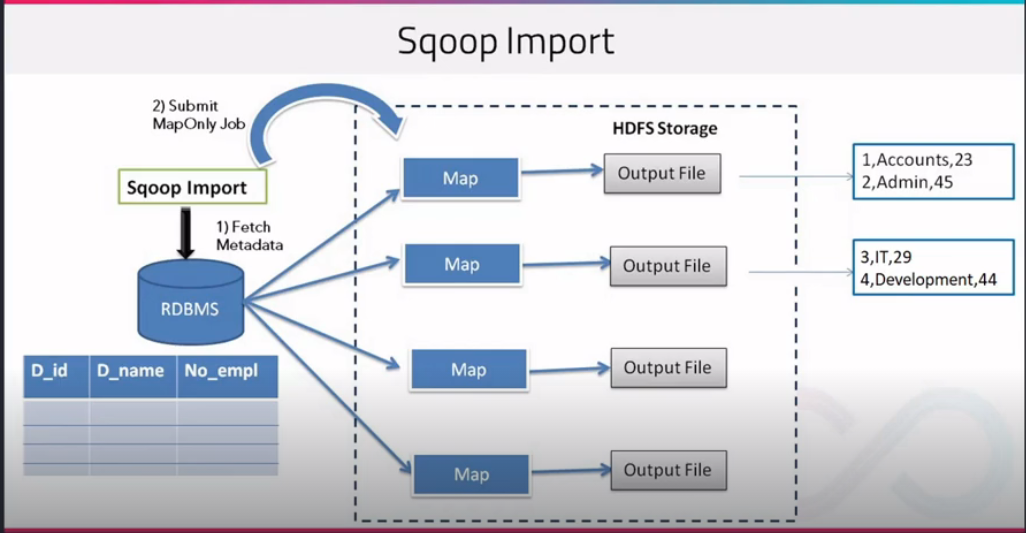 Sqoop Import
2) Submit
MapOnly Job
HDFS Storage
Sqoop Import
1) Fetch
Metadata
RDBMS
D_id D_name No_empl
Map
Output File
1,Accounts,23
2,Admin,45
Map
Output File
3,IT,29
4,Development,44
Map
Output File
Map
Output File